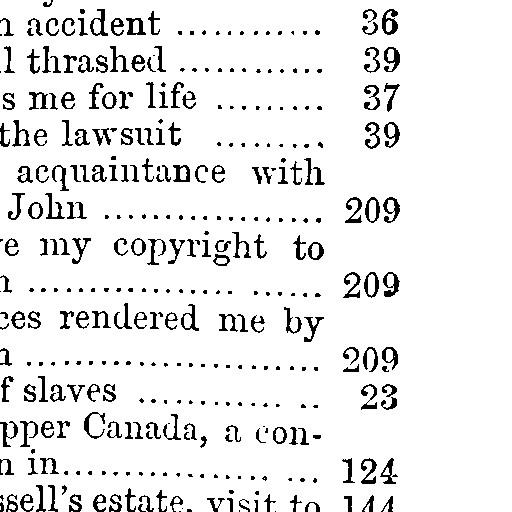 n accident ............ 36
l thrashed ............ 39
s me for life ......... 37
the lawsuit ......... 39
acquaintance with
John ................. 209
e my copyright to
n ................ ...... 209
ces rendered me by
n ....................... 209
f slaves ............ .. 23
pper Canada, a con-
n in................ ... 124
ssell's estate, visit to 144